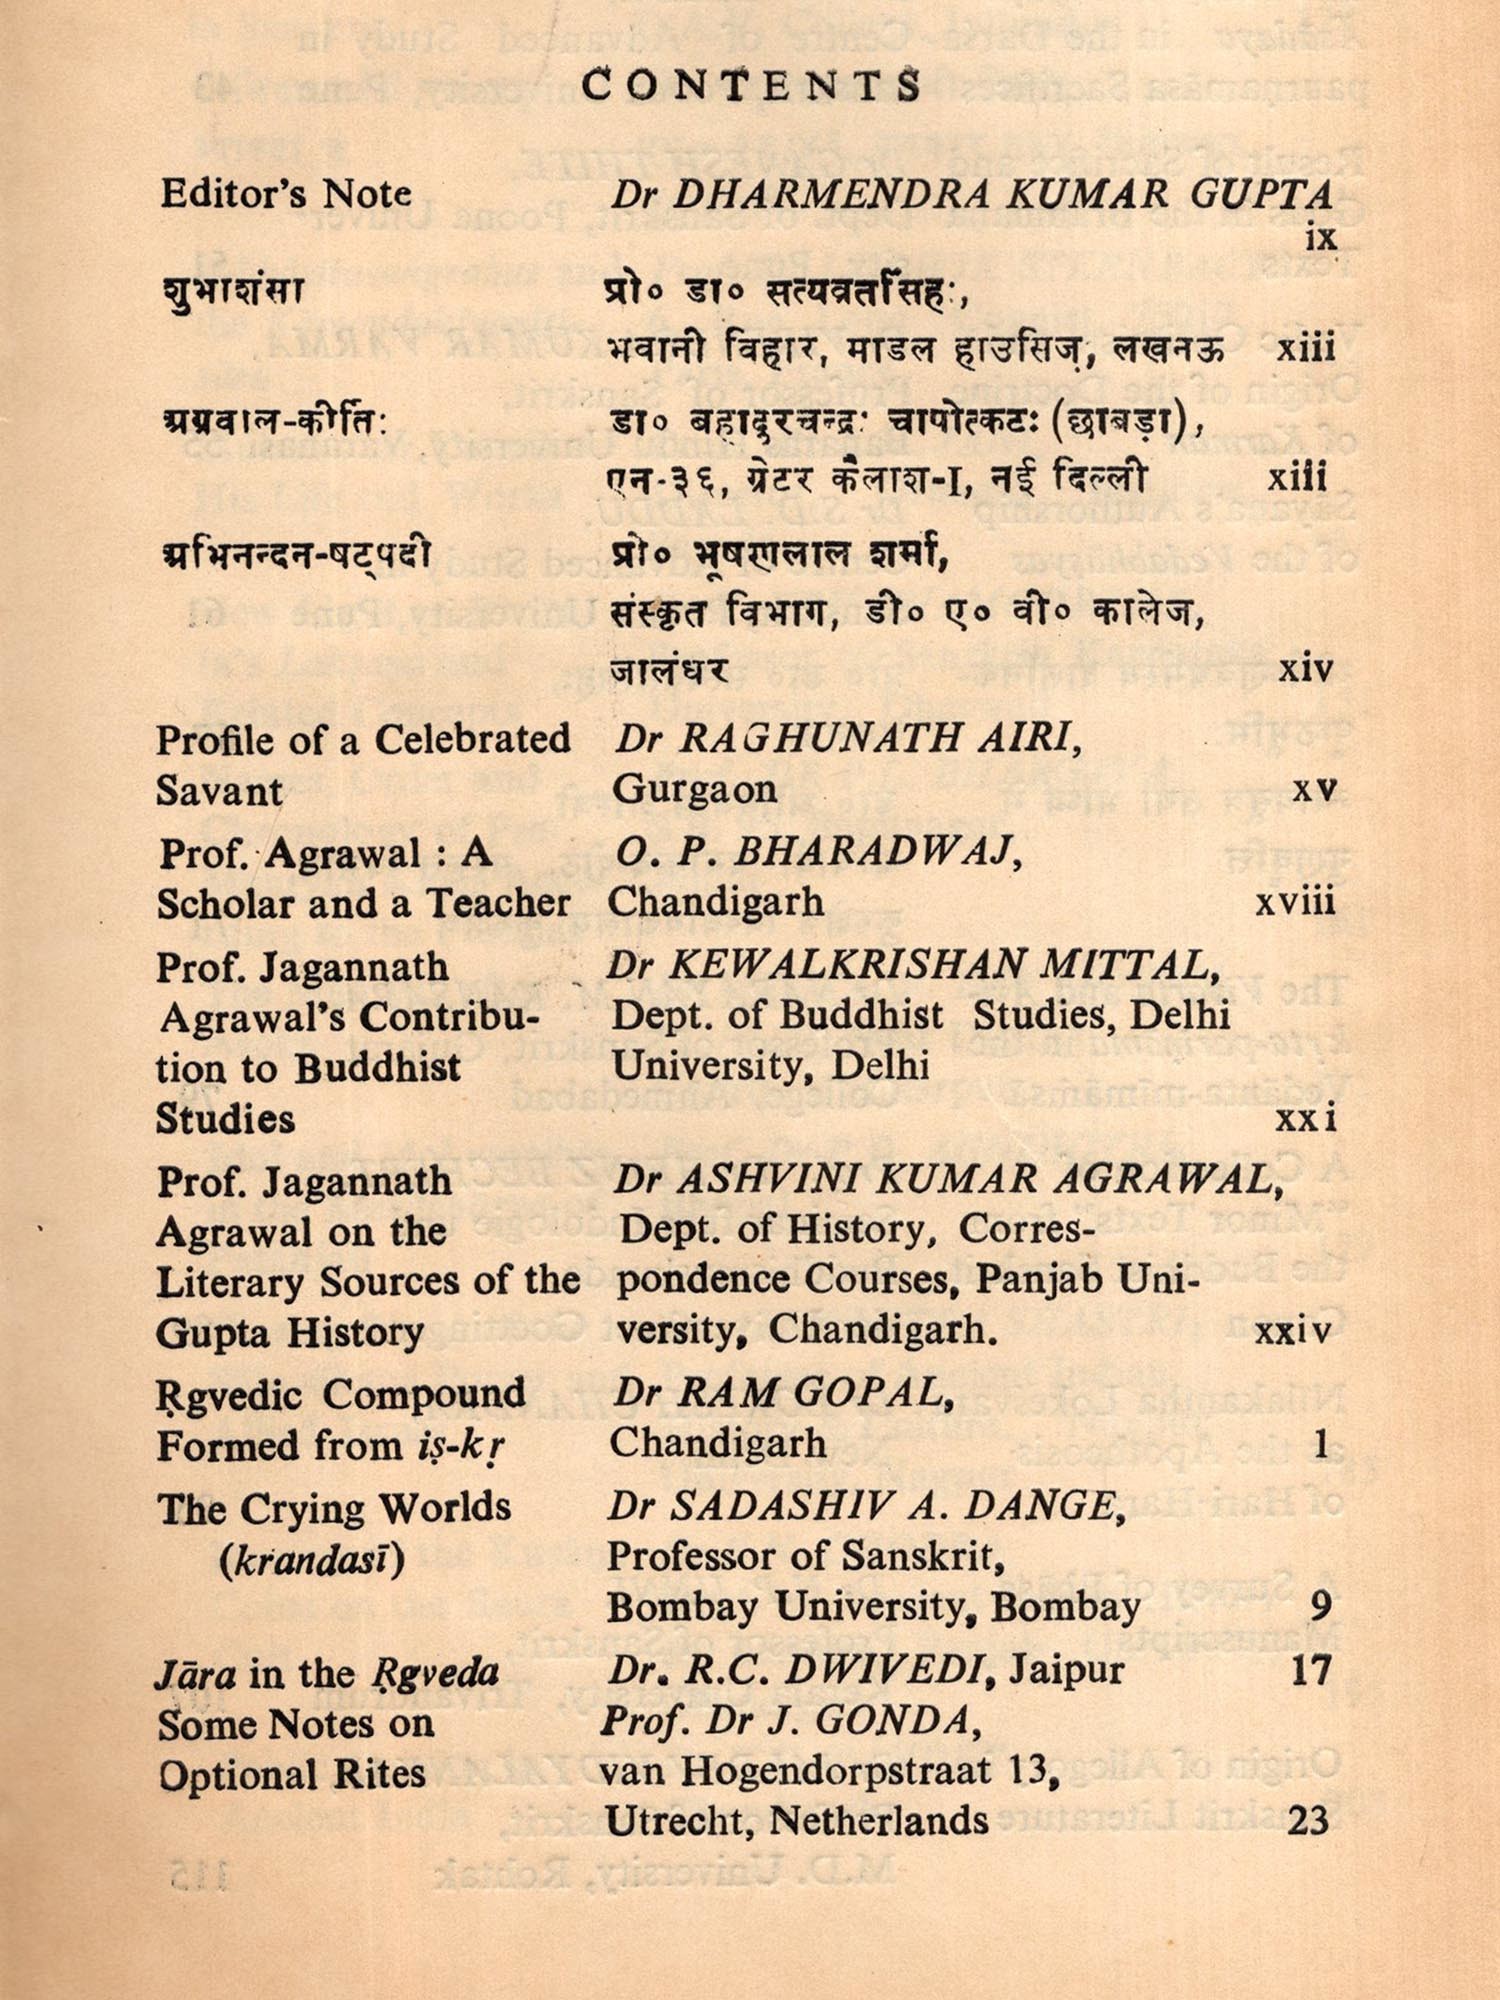 CONTENTS
Editor's Note Dr DHARMENDRA KUMAR GUPTA
ix
शुभाशंसा प्रो० डा० सत्यव्रतसिंहः,
भवानी विहार, माडल हाउसिज़, लखनऊ xiii
अग्रवाल-कीर्तिः डा० बहादुरचन्द्रः चापोत्कटः (छाबड़ा),
एन-३६, ग्रेटर कैलाश-I, नई दिल्ली xiii
अभिनन्दन-षट्पदी प्रो० भूषणलाल शर्मा,
संस्कृत विभाग, डी० ए० वी० कालेज,
जालंधर xiv
Profile of a Celebrated Dr RAGHUNATH AIRI,
Savant Gurgaon xv
Prof. Agrawal : A O. P. BHARADWAJ,
Scholar and a Teacher Chandigarh xviii
Prof. Jagannath Dr KEWALKRISHAN MITTAL,
Agrawal's Contribu- Dept. of Buddhist Studies, Delhi
tion to Buddhist University, Delhi
Studies xxi
Prof. Jagannath Dr ASHVINI KUMAR AGRAWAL,
Agrawal on the Dept. of History, Corres-
Literary Sources of the pondence Courses, Panjab Uni-
Gupta History versity, Chandigarh. xxiv
Ṛgvedic Compound Dr RAM GOPAL,
Formed from iṣ-kṛ Chandigarh 1
The Crying Worlds Dr SADASHIV A. DANGE,
(krandasī) Professor of Sanskrit,
Bombay University, Bombay 9
Jāra in the Ṛgveda Dr. R.C. DWIVEDI, Jaipur 17
Some Notes on Prof. Dr J. GONDA,
Optional Rites van Hogendorpstraat 13,
Utrecht, Netherlands 23